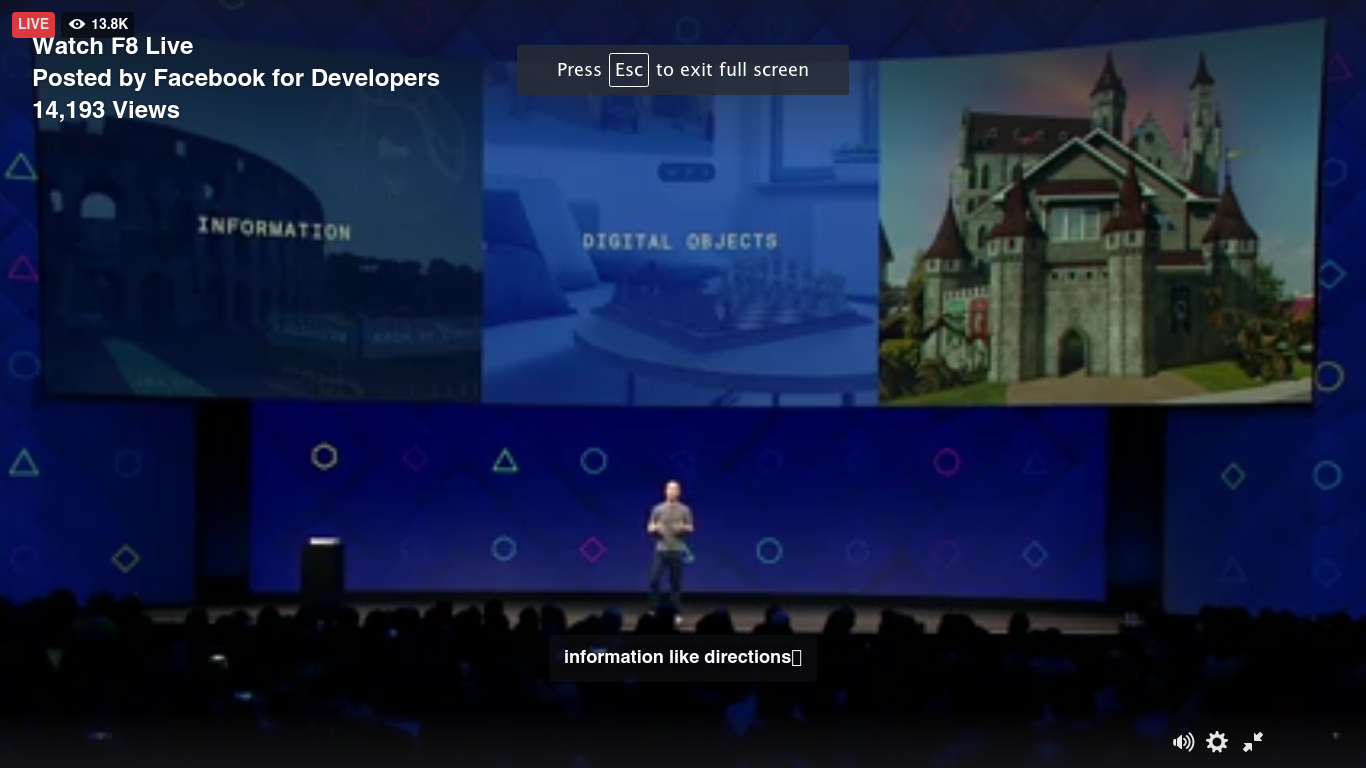 LIVE 13.8K
Watch F8 Live
Posted by Facebook for Developers
14,193 Views
Press Esc to exit full screen
INFORMATION
DIGITAL OBJECTS
information like directions